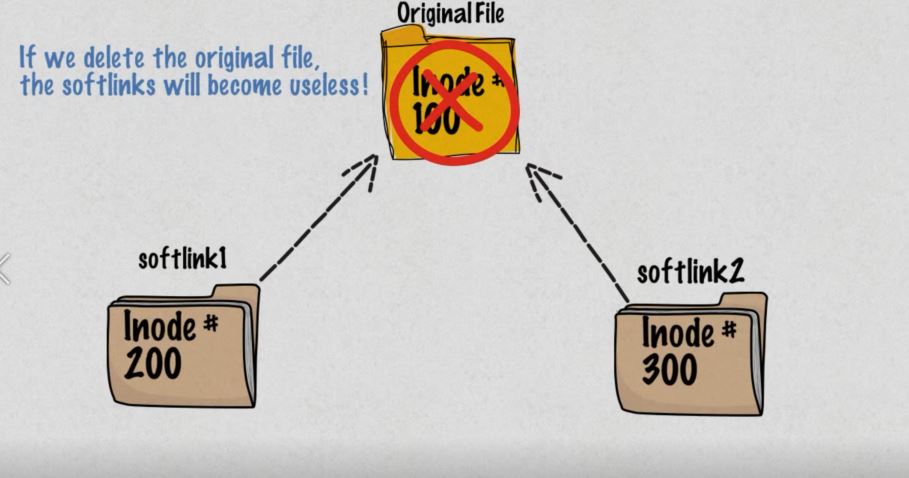 Original File
If we delete the original file,
the softlinks will become useless!
Inode #
100
softlink1
softlink2
Inode #
200
Inode #
300